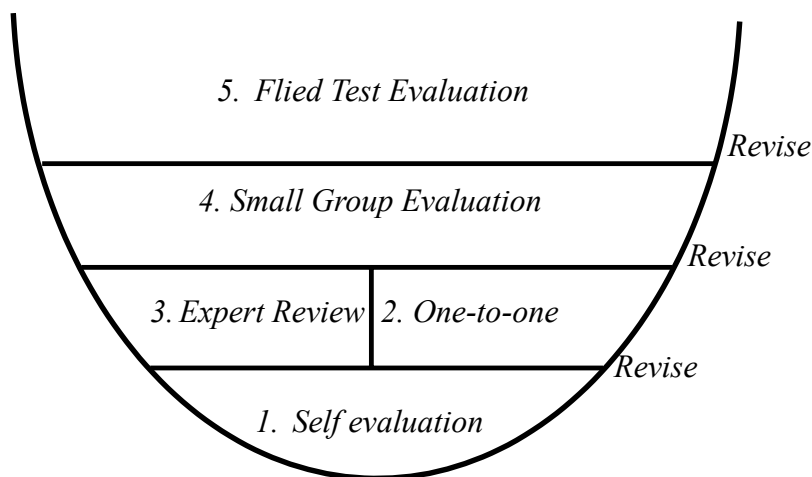 5. Flied Test Evaluation
Revise
4. Small Group Evaluation
Revise
3. Expert Review
2. One-to-one
Revise
1. Self evaluation